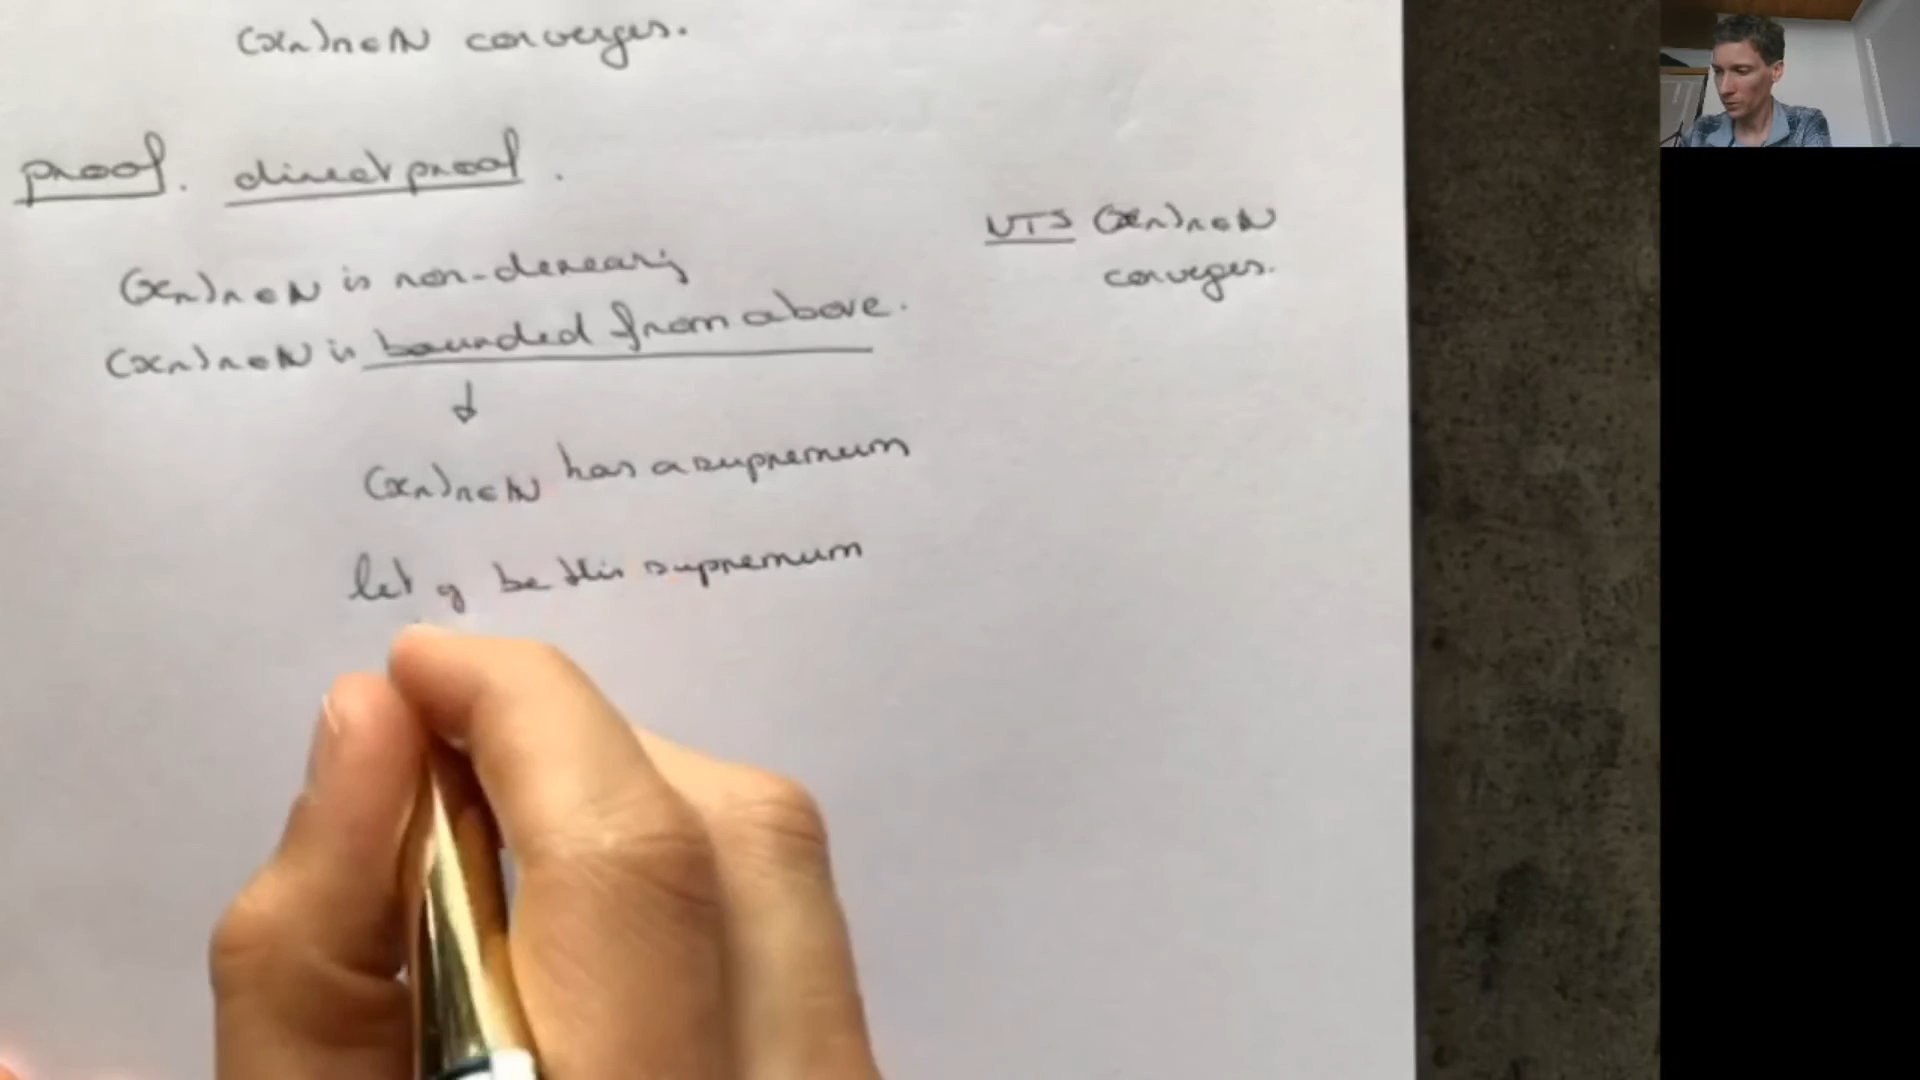 (xn)n∈ℕ converges.
proof. direct proof.
NTS (xn)n∈ℕ
converges.
(xn)n∈ℕ is non-decreasing
(xn)n∈ℕ is bounded from above.
↓
(xn)n∈ℕ has a supremum
let y be this supremum